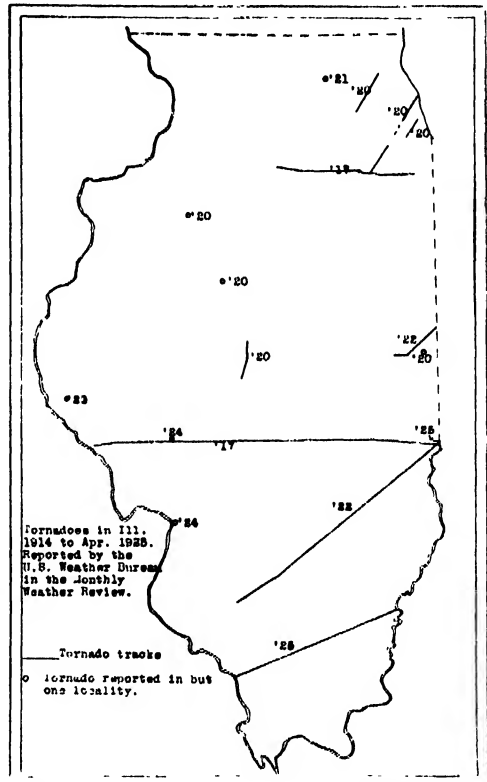 '21
'20
'20
'20
'20
'20
'22
'20
'20
'23
'24
'25
'17
'22
'24
Tornadoes in Ill.
1914 to Apr. 1925.
Reported by the
U.S. Weather Bureau
in the Monthly
Weather Review.
'25
Tornado tracks
o Tornado reported in but
one locality.